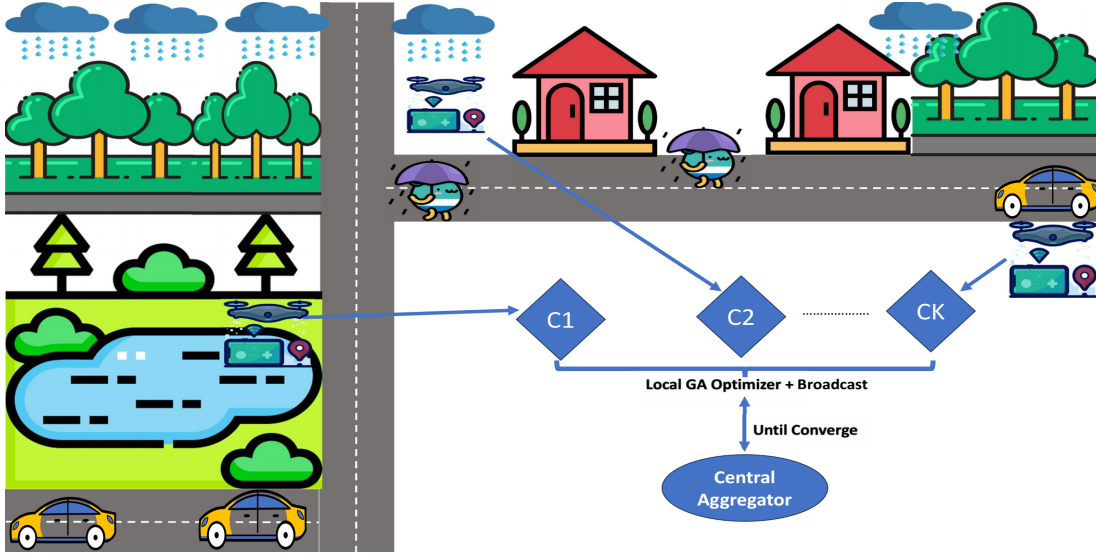 C1
C2
....................
CK
Local GA Optimizer + Broadcast
Until Converge
Central
Aggregator